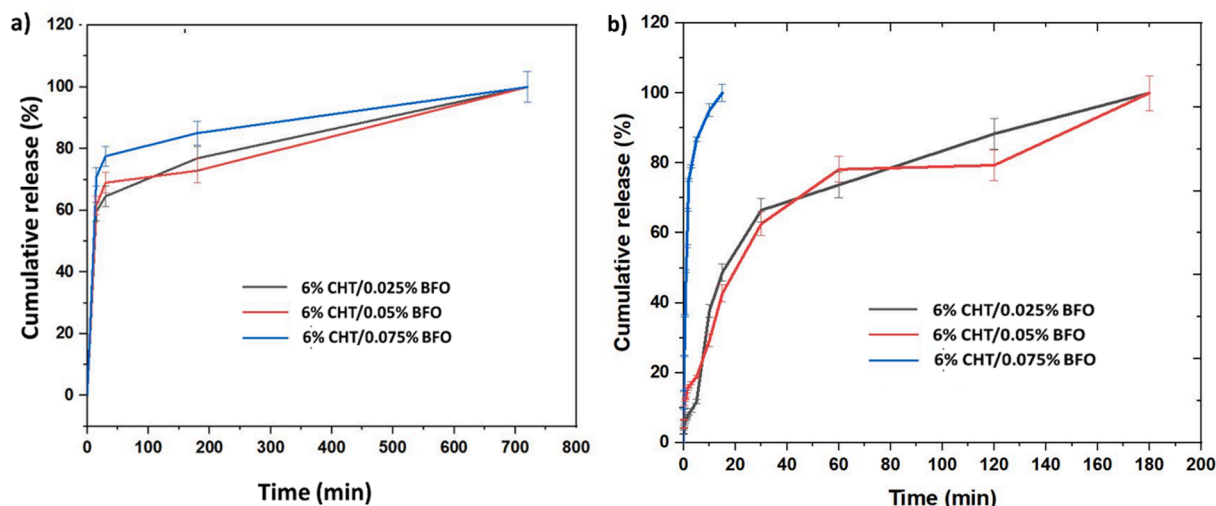 a)
120
100
80
60
40
20
0
Cumulative release (%)
6% CHT/0.025% BFO
6% CHT/0.05% BFO
6% CHT/0.075% BFO
0 100 200 300 400 500 600 700 800
Time (min)
b)
120
100
80
60
40
20
0
Cumulative release (%)
6% CHT/0.025% BFO
6% CHT/0.05% BFO
6% CHT/0.075% BFO
0 20 40 60 80 100 120 140 160 180 200
Time (min)